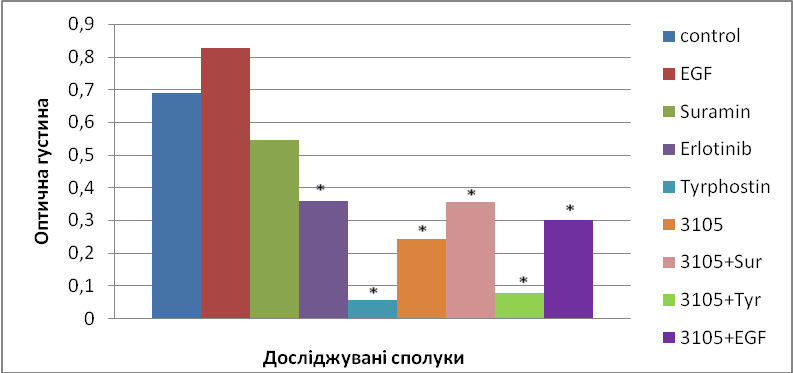 0,9
0,8
0,7
0,6
0,5
0,4
0,3
0,2
0,1
0
Оптична густина
* * * * * *
Досліджувані сполуки
control
EGF
Suramin
Erlotinib
Tyrphostin
3105
3105+Sur
3105+Tyr
3105+EGF